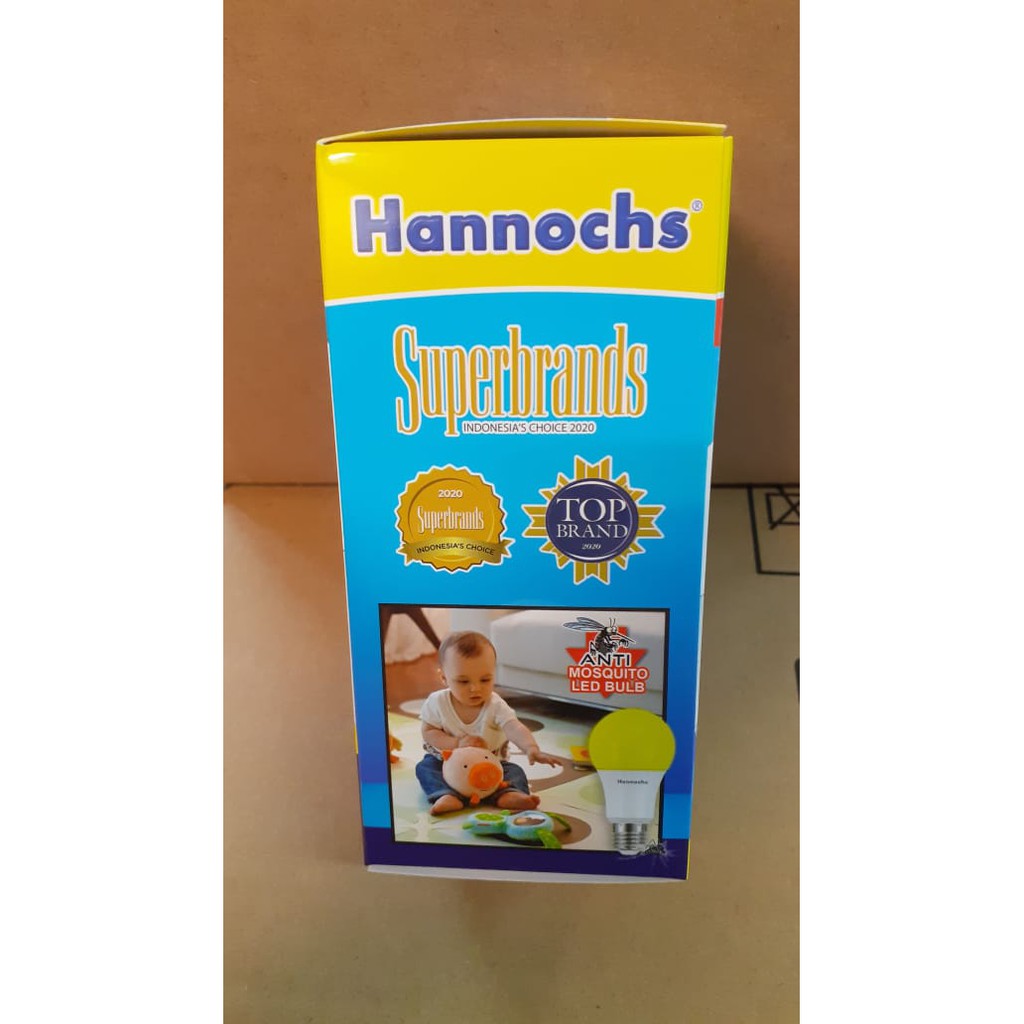 Hannochs®
Superbrands
INDONESIA'S CHOICE 2020
2020
Superbrands
INDONESIA'S CHOICE
TOP
BRAND
2020
ANTI
MOSQUITO
LED BULB
Hannochs